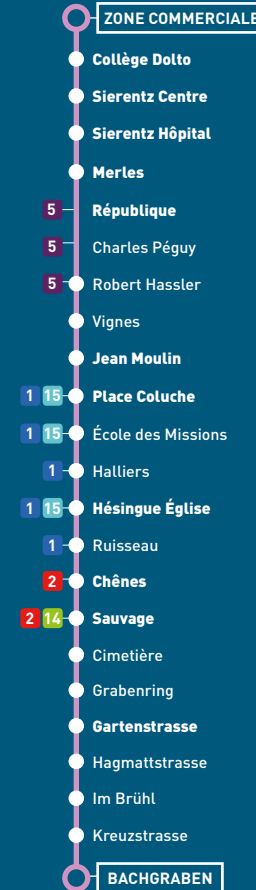 ZONE COMMERCIALE
Collège Dolto
Sierentz Centre
Sierentz Hôpital
Merles
5 République
5 Charles Péguy
5 Robert Hassler
Vignes
Jean Moulin
1 15 Place Coluche
1 15 École des Missions
1 Halliers
1 15 Hésingue Église
1 Ruisseau
2 Chênes
2 14 Sauvage
Cimetière
Grabenring
Gartenstrasse
Hagmattstrasse
Im Brühl
Kreuzstrasse
BACHGRABEN